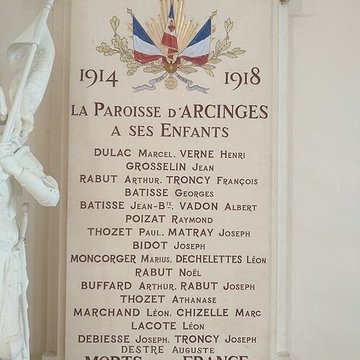 1914 1918
LA PAROISSE D'ARCINGES
A SES ENFANTS
DULAC MARCEL. VERNE HENRI
GROSSELIN JEAN
RABUT ARTHUR. TRONCY FRANÇOIS
BATISSE GEORGES
BATISSE JEAN-BTE. VADON ALBERT
POIZAT RAYMOND
THOZET PAUL. MATRAY JOSEPH
BIDOT JOSEPH
MONCORGER MARIUS. DECHELETTES LÉON
RABUT NOËL
BUFFARD ARTHUR. RABUT JOSEPH
THOZET ATHANASE
MARCHAND LÉON. CHIZELLE MARC
LACOTE LÉON
DEBIESSE JOSEPH. TRONCY JOSEPH
DESTRE AUGUSTE
MORTS FRANCE